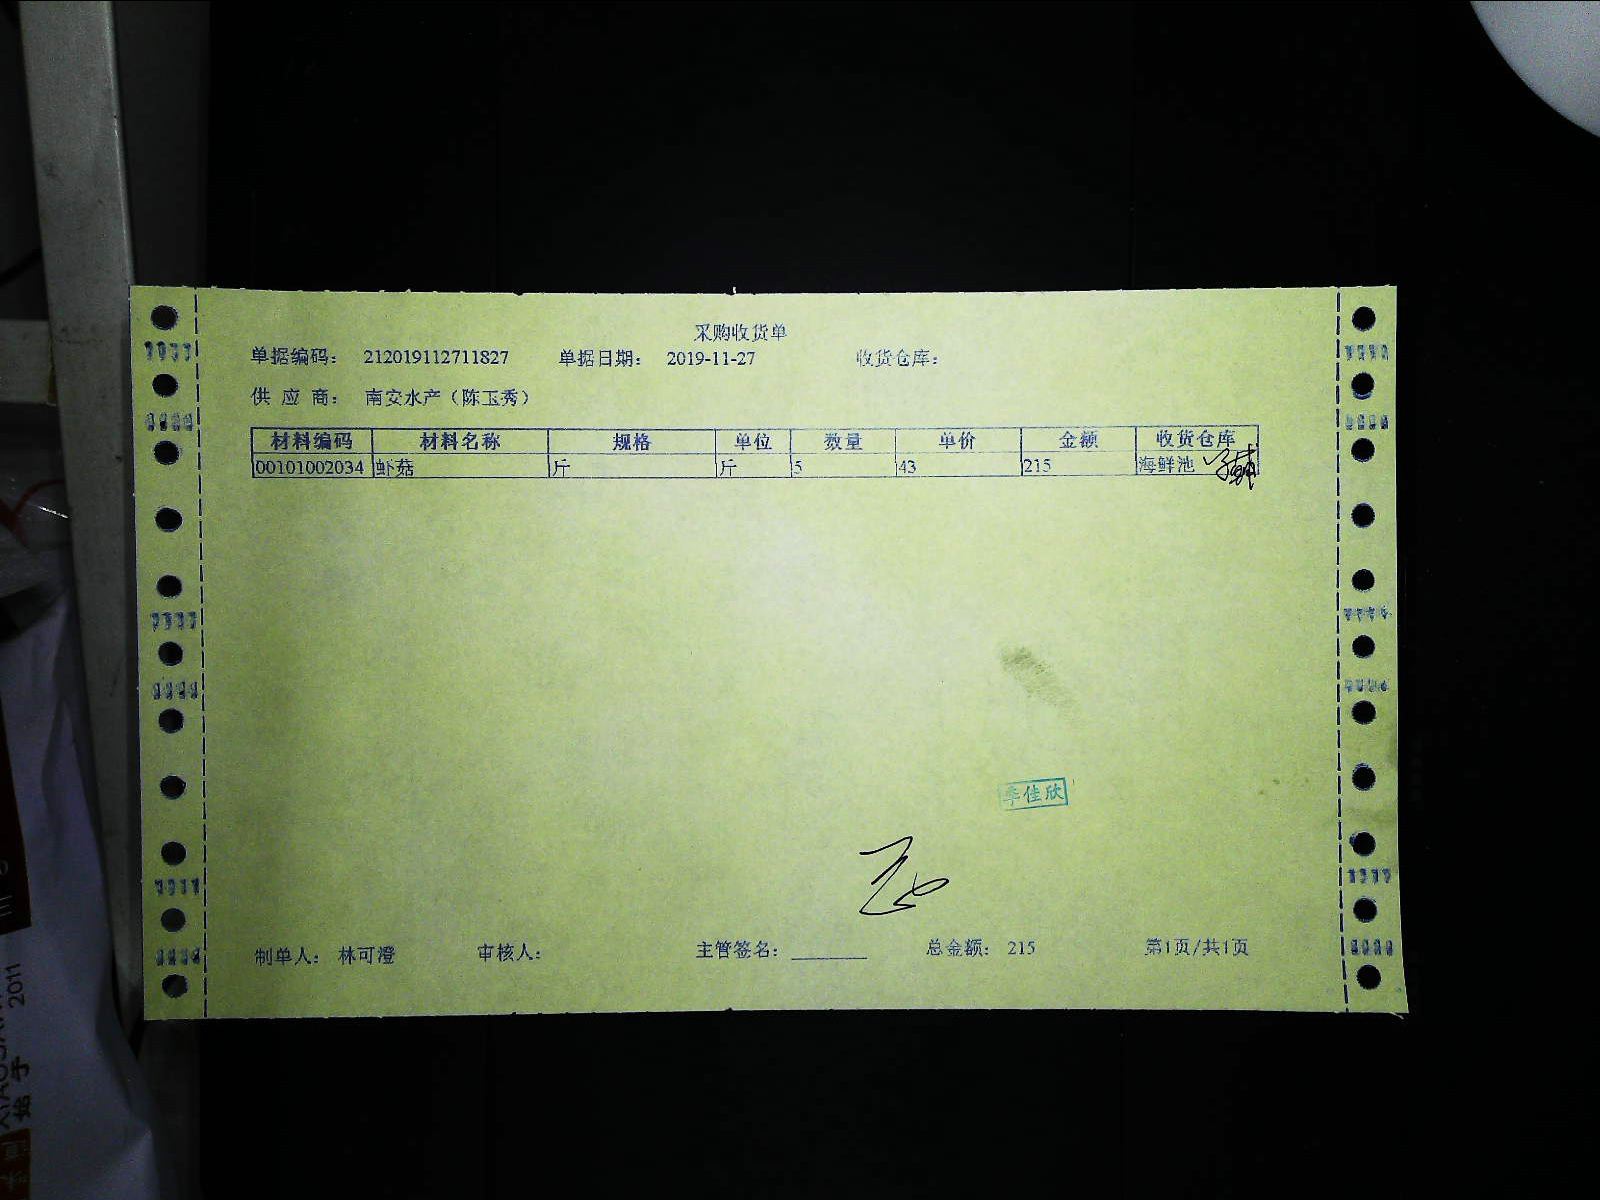 采购收货单
单据编码： 212019112711827 单据日期： 2019-11-27 收货仓库：
供 应 商： 南安水产（陈玉秀）
材料编码 材料名称 规格 单位 数量 单价 金额 收货仓库
00101002034 虾菇 斤 斤 5 43 215 海鲜池
李佳欣
制单人： 林可澄 审核人： 主管签名： 总金额： 215 第1页/共1页
2011